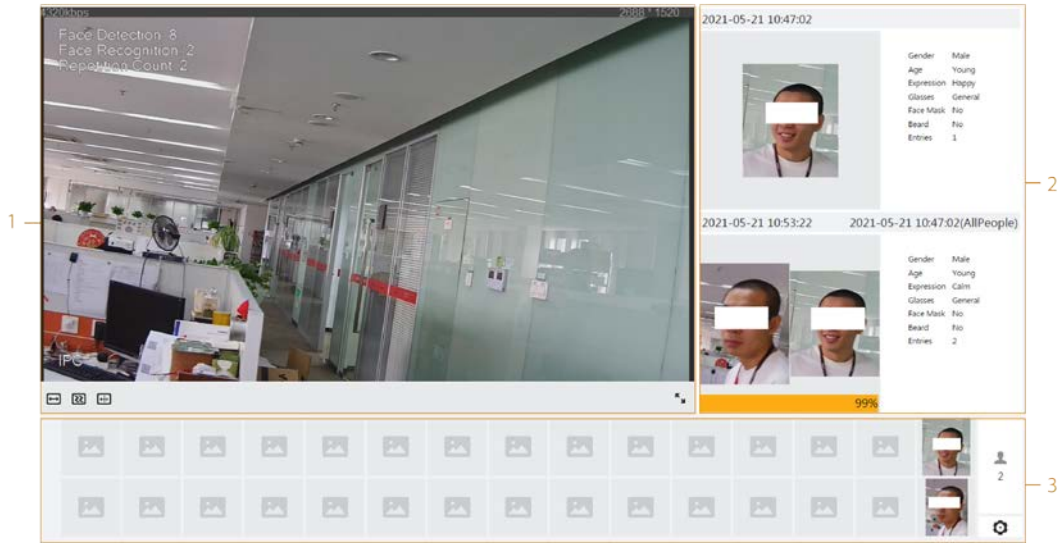 4320kbps
2688 * 1520
Face Detection 8
Face Recognition 2
Repetition Count 2
IPC
1
2021-05-21 10:47:02
Gender Male
Age Young
Expression Happy
Glasses General
Face Mask No
Beard No
Entries 1
2
2021-05-21 10:53:22 2021-05-21 10:47:02(AllPeople)
Gender Male
Age Young
Expression Calm
Glasses General
Face Mask No
Beard No
Entries 2
99%
2
3